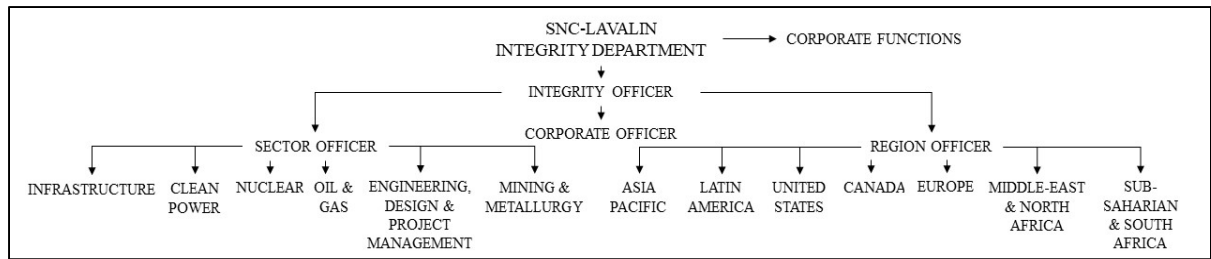 SNC-LAVALIN
INTEGRITY DEPARTMENT
CORPORATE FUNCTIONS
INTEGRITY OFFICER
CORPORATE OFFICER
SECTOR OFFICER
REGION OFFICER
INFRASTRUCTURE
CLEAN
POWER
NUCLEAR
OIL &
GAS
ENGINEERING,
DESIGN &
PROJECT
MANAGEMENT
MINING &
METALLURGY
ASIA
PACIFIC
LATIN
AMERICA
UNITED
STATES
CANADA
EUROPE
MIDDLE-EAST
& NORTH
AFRICA
SUB-
SAHARIAN
& SOUTH
AFRICA